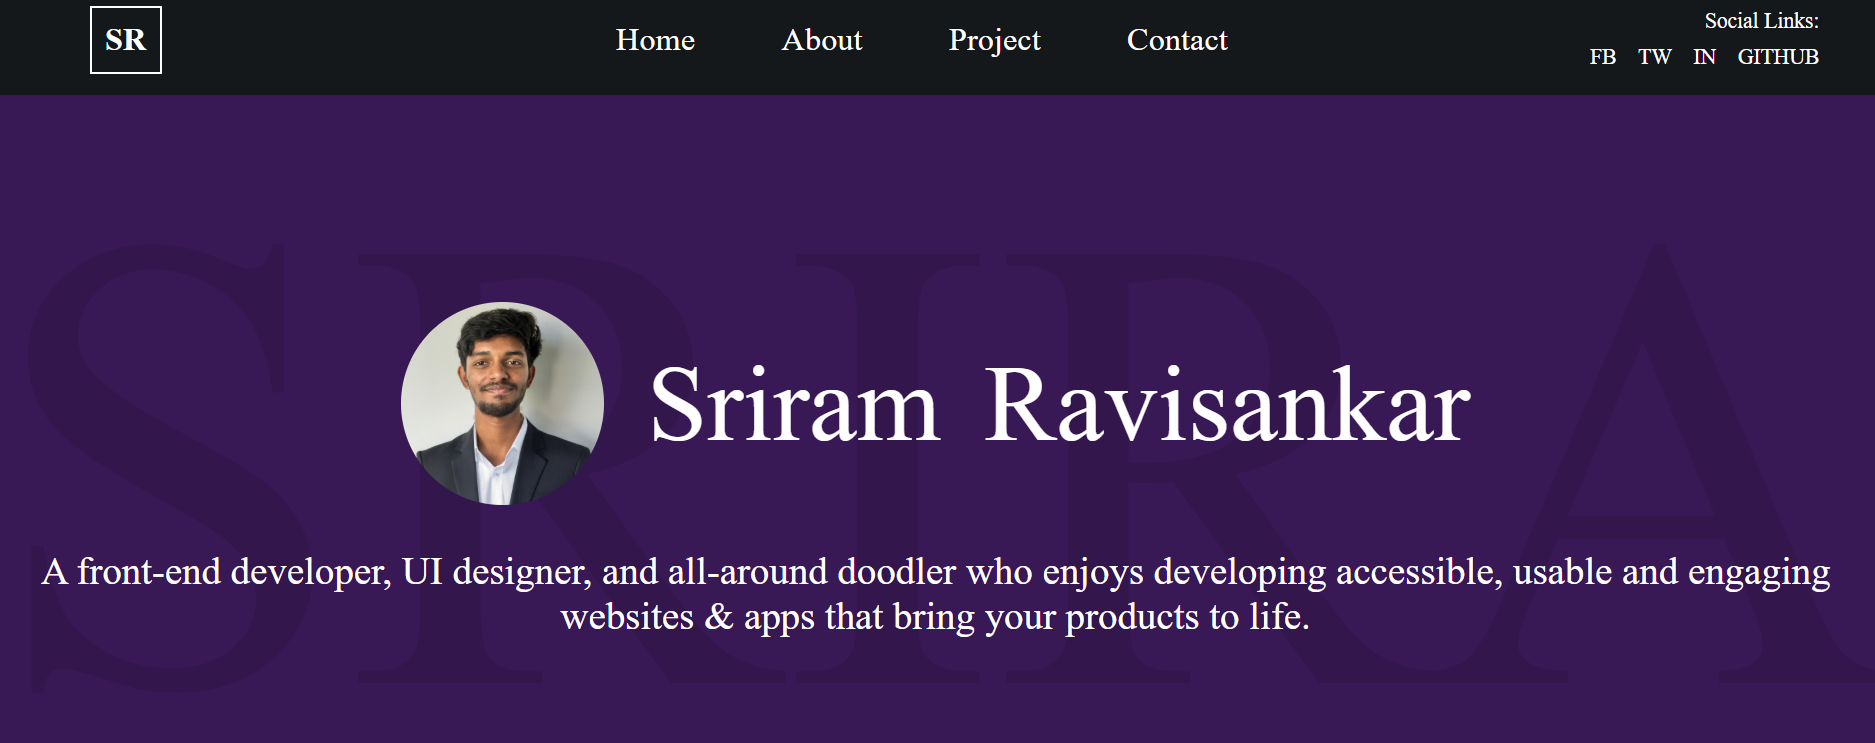 SR
Home About Project Contact
Social Links:
FB TW IN GITHUB
SRIRA
Sriram Ravisankar
A front-end developer, UI designer, and all-around doodler who enjoys developing accessible, usable and engaging
websites & apps that bring your products to life.